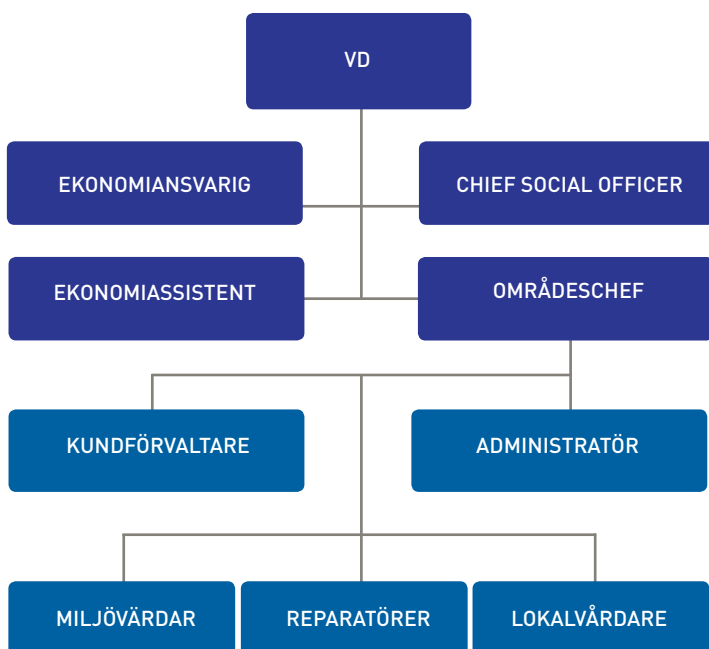 VD
EKONOMIANSVARIG
CHIEF SOCIAL OFFICER
EKONOMIASSISTENT
OMRÅDESCHEF
KUNDFÖRVALTARE
ADMINISTRATÖR
MILJÖVÄRDAR
REPARATÖRER
LOKALVÅRDARE